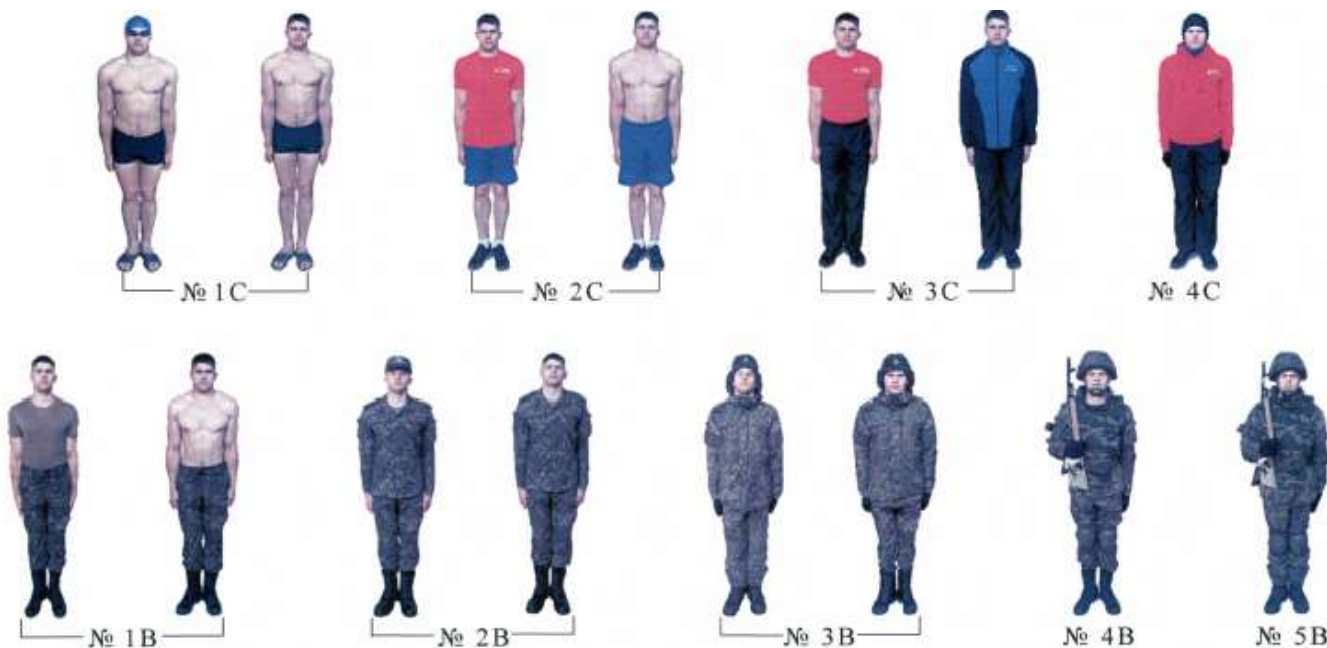 № 1С № 2С № 3С № 4С
№ 1В № 2В № 3В № 4В № 5В